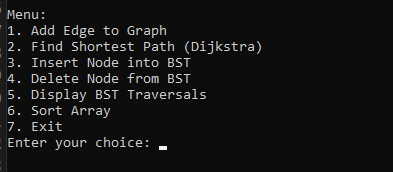 Menu:
1. Add Edge to Graph
2. Find Shortest Path (Dijkstra)
3. Insert Node into BST
4. Delete Node from BST
5. Display BST Traversals
6. Sort Array
7. Exit
Enter your choice: